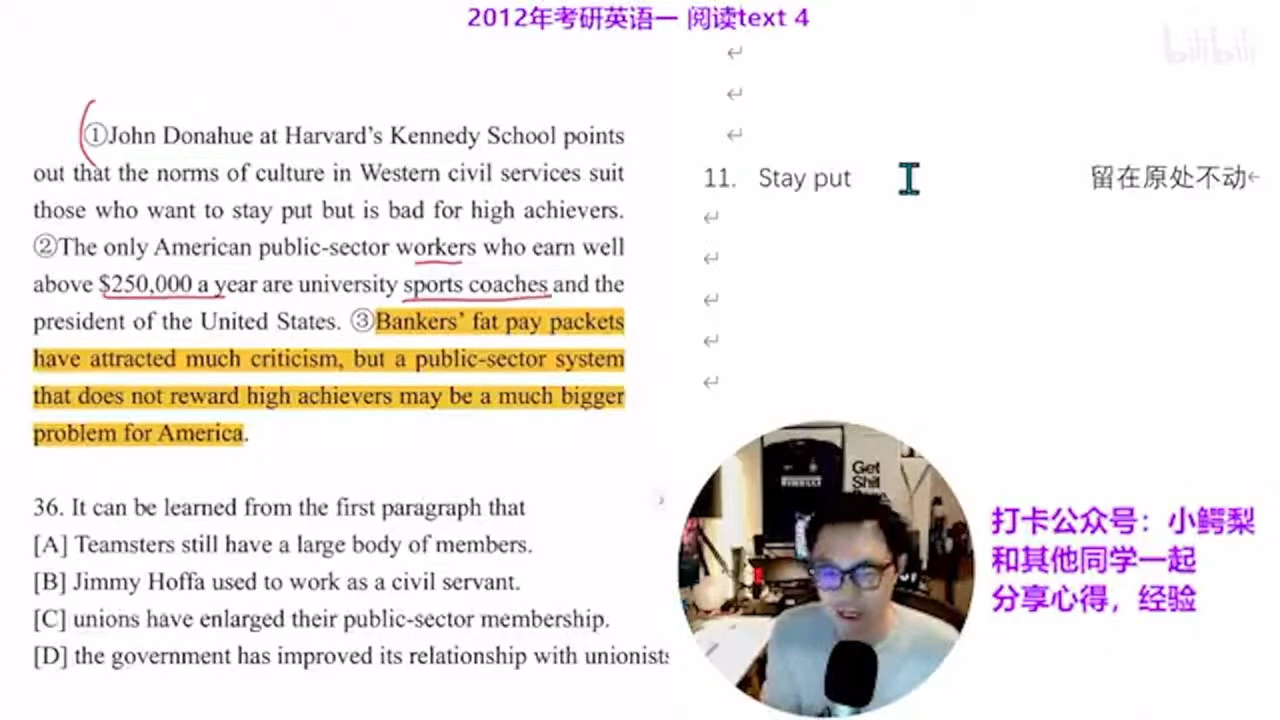 2012年考研英语一 阅读text 4
bilibili
①John Donahue at Harvard's Kennedy School points
out that the norms of culture in Western civil services suit
those who want to stay put but is bad for high achievers.
②The only American public-sector workers who earn well
above $250,000 a year are university sports coaches and the
president of the United States. ③Bankers' fat pay packets
have attracted much criticism, but a public-sector system
that does not reward high achievers may be a much bigger
problem for America.
36. It can be learned from the first paragraph that
[A] Teamsters still have a large body of members.
[B] Jimmy Hoffa used to work as a civil servant.
[C] unions have enlarged their public-sector membership.
[D] the government has improved its relationship with unionists
11. Stay put 留在原处不动
PIRELLI
Get
Shit
打卡公众号：小鳄梨
和其他同学一起
分享心得，经验